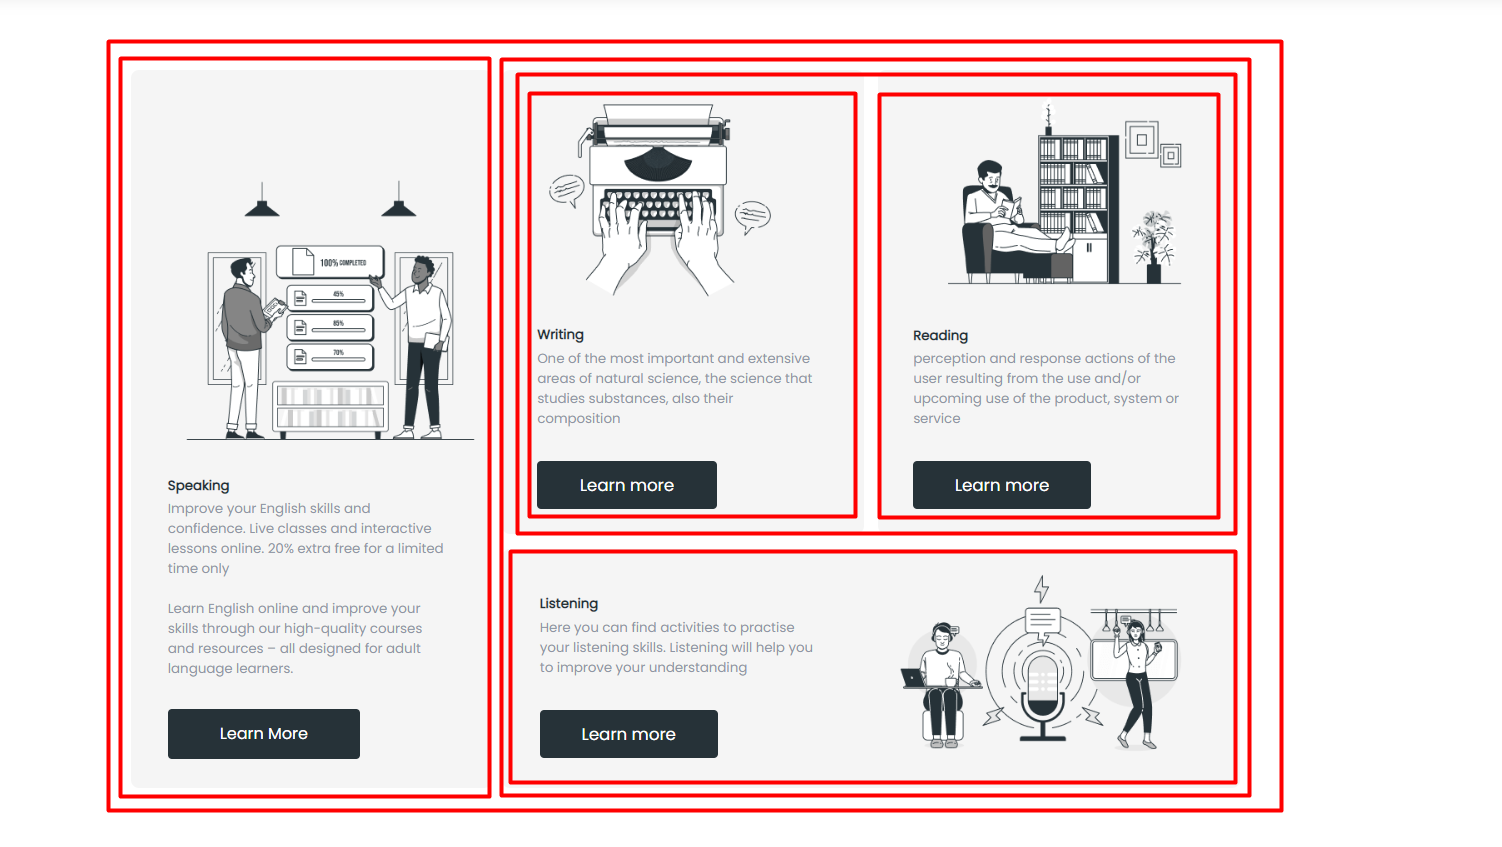 100% COMPLETED
45%
85%
70%
Speaking
Improve your English skills and
confidence. Live classes and interactive
lessons online. 20% extra free for a limited
time only
Learn English online and improve your
skills through our high-quality courses
and resources – all designed for adult
language learners.
Learn More
Writing
One of the most important and extensive
areas of natural science, the science that
studies substances, also their
composition
Learn more
Reading
perception and response actions of the
user resulting from the use and/or
upcoming use of the product, system or
service
Learn more
Listening
Here you can find activities to practise
your listening skills. Listening will help you
to improve your understanding
Learn more